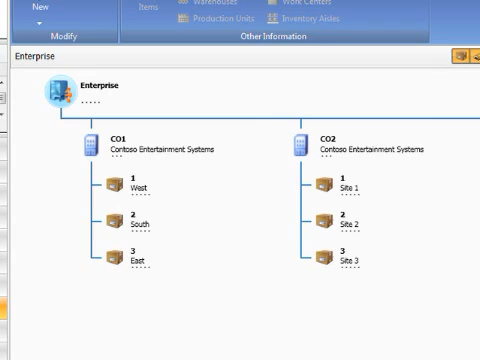 New
Items
Warehouses
Work Centers
Production Units
Inventory Aisles
Modify
Other Information
Enterprise
Enterprise
.....
CO1
Contoso Entertainment Systems
...
CO2
Contoso Entertainment Systems
...
1
West
.....
1
Site 1
.....
2
South
.....
2
Site 2
.....
3
East
.....
3
Site 3
.....